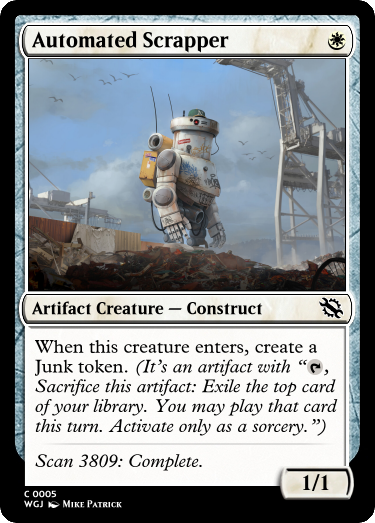 Automated Scrapper
Artifact Creature — Construct
When this creature enters, create a
Junk token. (It's an artifact with “,
Sacrifice this artifact: Exile the top card
of your library. You may play that card
this turn. Activate only as a sorcery.”)
Scan 3809: Complete.
1/1
C 0005
WGJ Mike Patrick